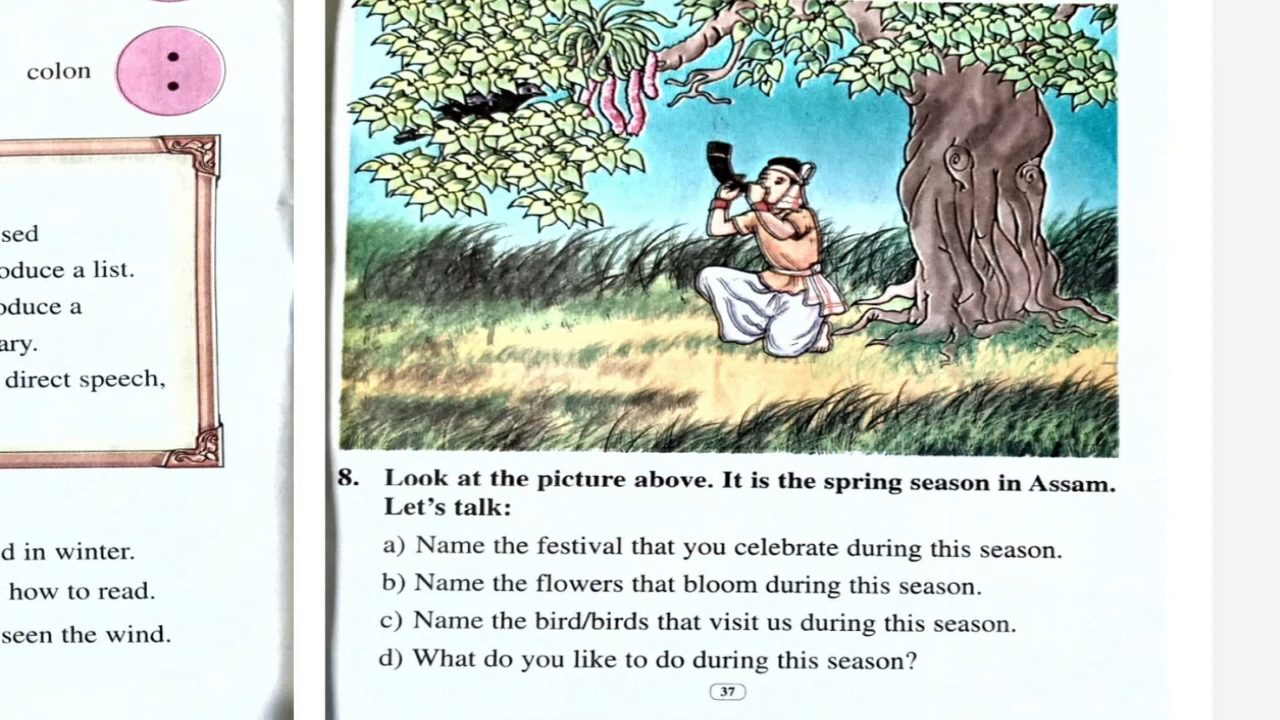 colon
sed
oduce a list.
oduce a
ary.
direct speech,
d in winter.
how to read.
seen the wind.
8. Look at the picture above. It is the spring season in Assam.
Let's talk:
a) Name the festival that you celebrate during this season.
b) Name the flowers that bloom during this season.
c) Name the bird/birds that visit us during this season.
d) What do you like to do during this season?
37